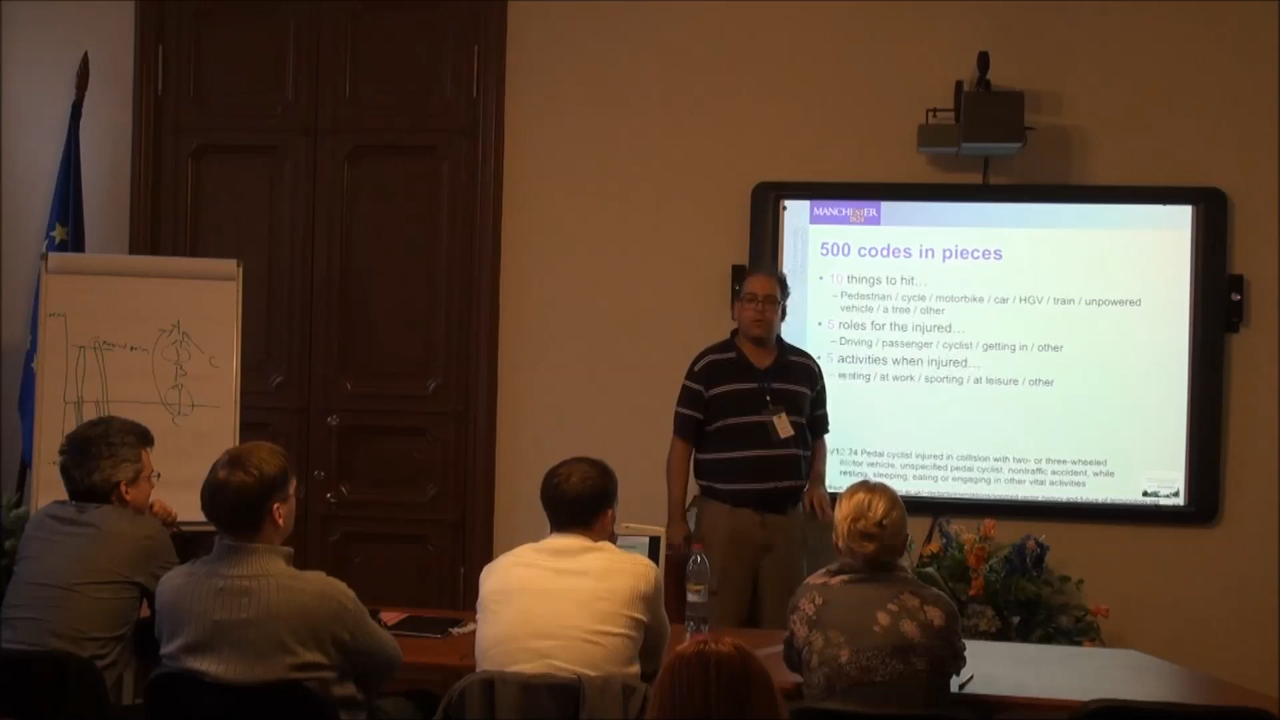 MANCHESTER
1824
500 codes in pieces
• 10 things to hit…
– Pedestrian / cycle / motorbike / car / HGV / train / unpowered
vehicle / a tree / other
• 5 roles for the injured…
– Driving / passenger / cyclist / getting in / other
• 5 activities when injured…
– resting / at work / sporting / at leisure / other
V12.24 Pedal cyclist injured in collision with two- or three-wheeled
motor vehicle, unspecified pedal cyclist, nontraffic accident, while
resting, sleeping, eating or engaging in other vital activities
C
C